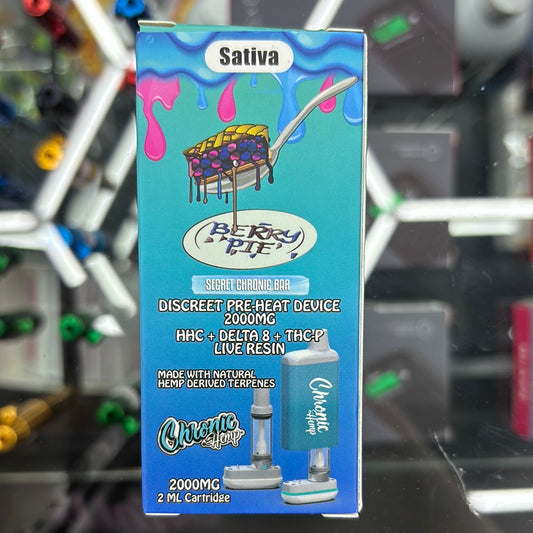 Sativa
BERRY
PIE
SECRET CHRONIC BAR
DISCREET PRE-HEAT DEVICE
2000MG
HHC + DELTA 8 + THC-P
LIVE RESIN
MADE WITH NATURAL
HEMP DERIVED TERPENES
Chronic
Hemp
Chronic
Hemp
2000MG
2 ML Cartridge